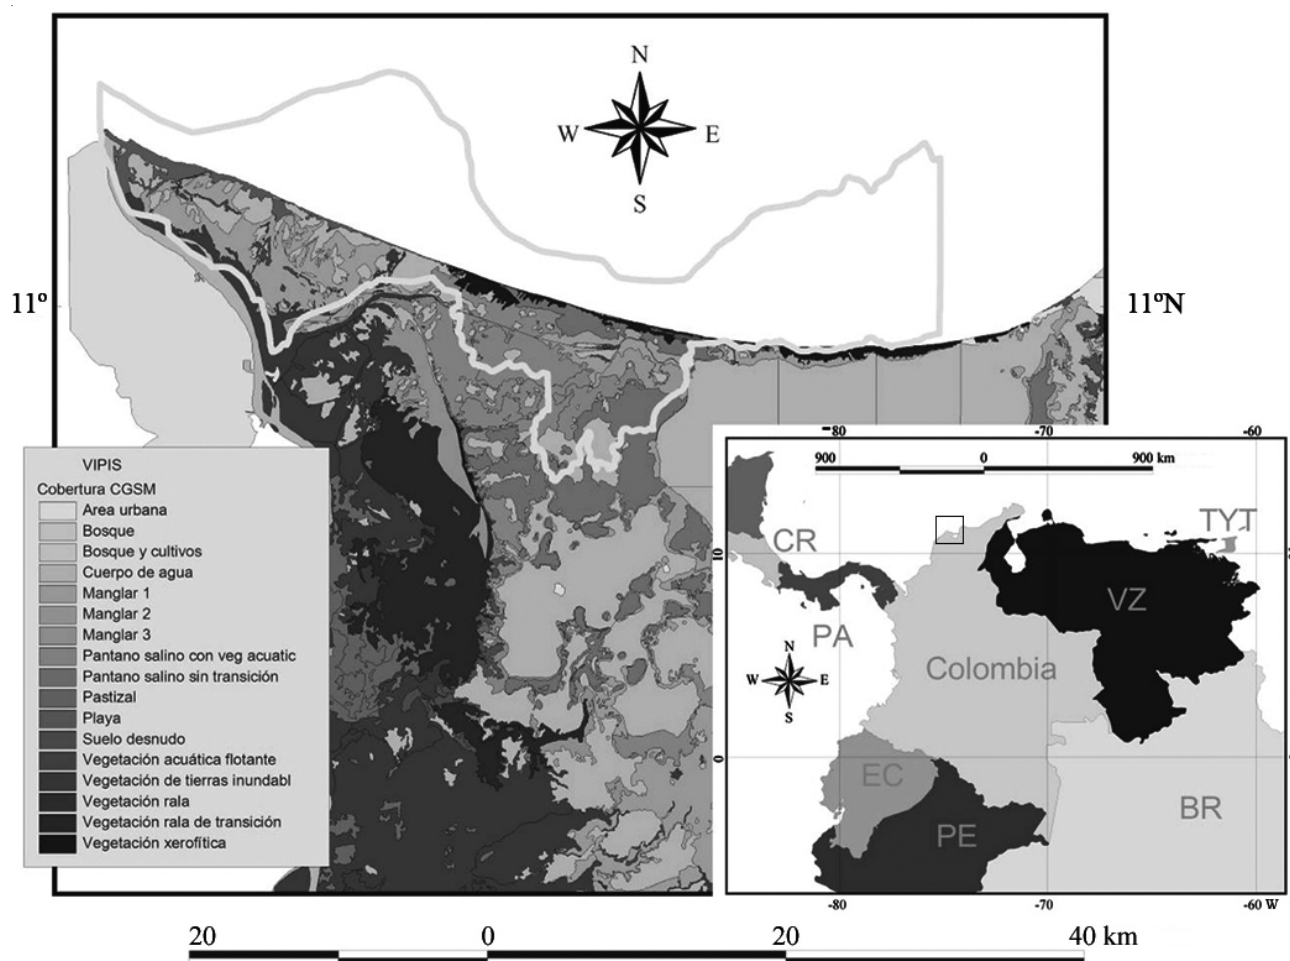 N
W E
S
11º
11ºN
VIPIS
Cobertura CGSM
Area urbana
Bosque
Bosque y cultivos
Cuerpo de agua
Manglar 1
Manglar 2
Manglar 3
Pantano salino con veg acuatic
Pantano salino sin transición
Pastizal
Playa
Suelo desnudo
Vegetación acuática flotante
Vegetación de tierras inundabl
Vegetación rala
Vegetación rala de transición
Vegetación xerofítica
-80 -70 -60
900 0 900 km
TYT
CR
10
VZ
PA
N
W E
S
Colombia
0
EC
PE
BR
-80 -70 -60 W
20 0 20 40 km